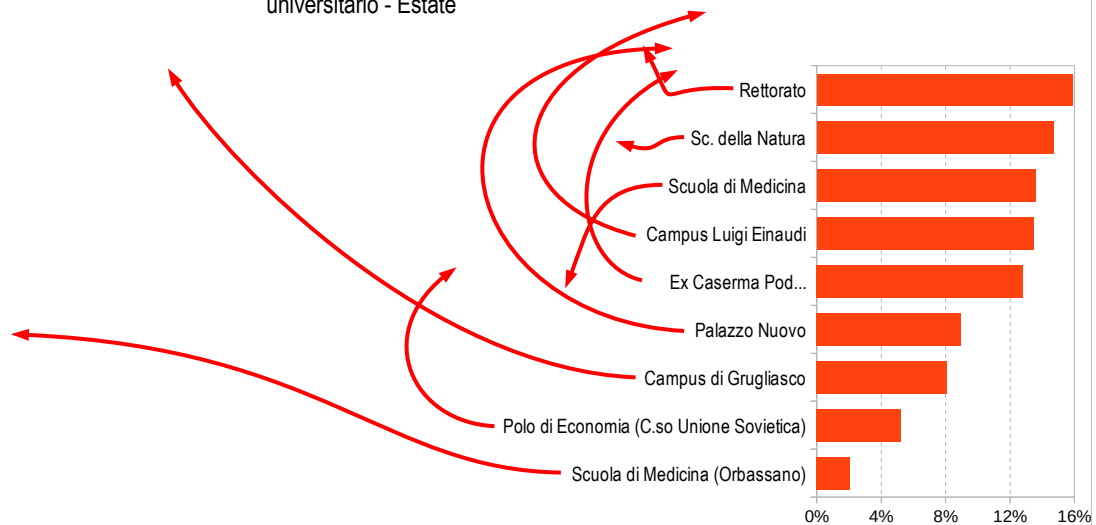 universitario - Estate
Rettorato
Sc. della Natura
Scuola di Medicina
Campus Luigi Einaudi
Ex Caserma Pod...
Palazzo Nuovo
Campus di Grugliasco
Polo di Economia (C.so Unione Sovietica)
Scuola di Medicina (Orbassano)
0% 4% 8% 12% 16%